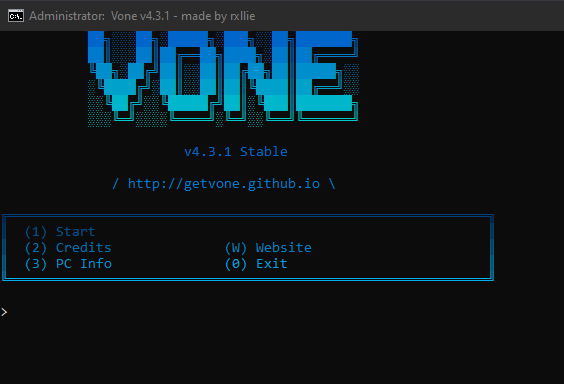 Administrator: Vone v4.3.1 - made by rxllie
VONE
v4.3.1 Stable
/ http://getvone.github.io \
(1) Start
(2) Credits (W) Website
(3) PC Info (0) Exit
>